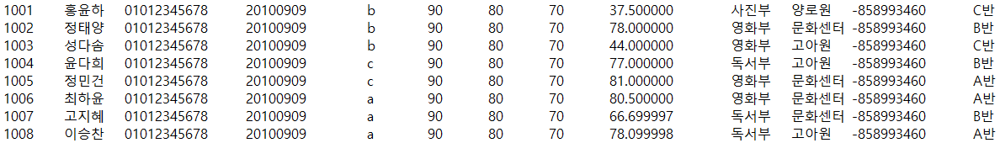 1001 홍윤하 01012345678 20100909 b 90 80 70 37.500000 사진부 양로원 -858993460 C반
1002 정태양 01012345678 20100909 b 90 80 70 78.000000 영화부 문화센터 -858993460 B반
1003 성다솜 01012345678 20100909 b 90 80 70 44.000000 영화부 고아원 -858993460 C반
1004 윤다희 01012345678 20100909 c 90 80 70 77.000000 독서부 고아원 -858993460 B반
1005 정민건 01012345678 20100909 c 90 80 70 81.000000 영화부 문화센터 -858993460 A반
1006 최하윤 01012345678 20100909 a 90 80 70 80.500000 영화부 문화센터 -858993460 A반
1007 고지혜 01012345678 20100909 a 90 80 70 66.699997 독서부 문화센터 -858993460 B반
1008 이승찬 01012345678 20100909 a 90 80 70 78.099998 독서부 고아원 -858993460 A반